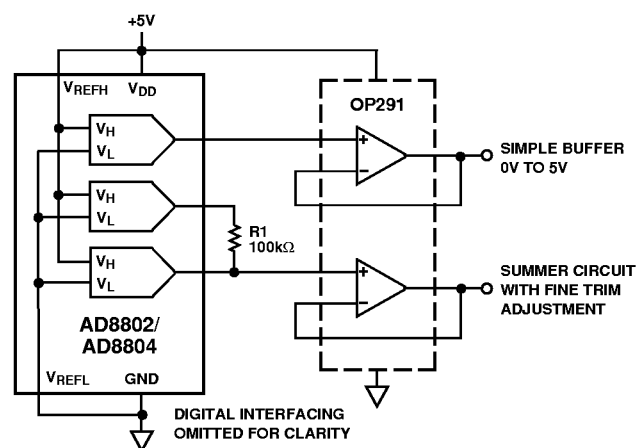 +5V
VREFH
VDD
OP291
VH
VL
+
−
SIMPLE BUFFER
0V TO 5V
VH
VL
R1
100kΩ
VH
VL
+
−
SUMMER CIRCUIT
WITH FINE TRIM
ADJUSTMENT
AD8802/
AD8804
VREFL
GND
DIGITAL INTERFACING
OMITTED FOR CLARITY